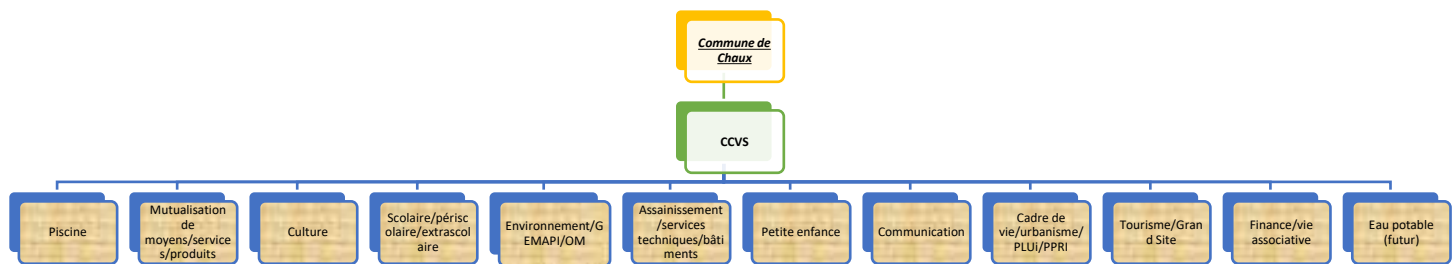 Commune de
Chaux
CCVS
Piscine
Mutualisation
de
moyens/service
s/produits
Culture
Scolaire/périsc
olaire/extrascol
aire
Environnement/G
EMAPI/OM
Assainissement
/services
techniques/bâti
ments
Petite enfance
Communication
Cadre de
vie/urbanisme/
PLUi/PPRI
Tourisme/Gran
d Site
Finance/vie
associative
Eau potable
(futur)